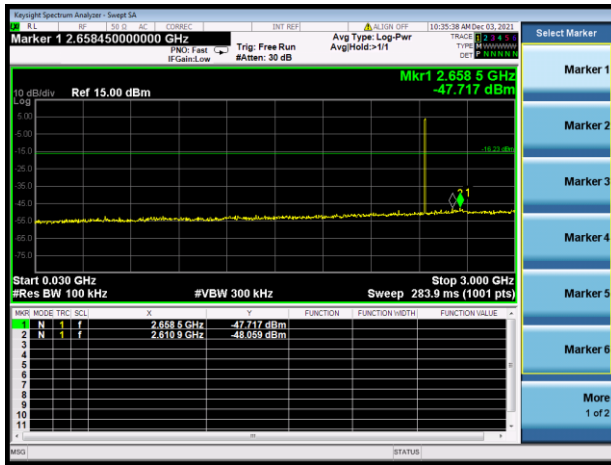 Keysight Spectrum Analyzer - Swept SA
RL RF 50 Ω AC CORREC INT REF ALIGN OFF 10:35:38 AM Dec 03, 2021
Marker 1 2.658450000000 GHz
PNO: Fast
IFGain:Low
Trig: Free Run
#Atten: 30 dB
Avg Type: Log-Pwr
Avg|Hold:>1/1
TRACE 1 2 3 4 5 6
TYPE M WWWWW
DET P N N N N N
Mkr1 2.658 5 GHz
-47.717 dBm
10 dB/div Ref 15.00 dBm
Log
5.00
-5.00
-15.0
-16.23 dBm
-25.0
-35.0
-45.0
-55.0
-65.0
-75.0
2 1
Start 0.030 GHz Stop 3.000 GHz
#Res BW 100 kHz #VBW 300 kHz Sweep 283.9 ms (1001 pts)
MKR MODE TRC SCL X Y FUNCTION FUNCTION WIDTH FUNCTION VALUE
1 N 1 f 2.658 5 GHz -47.717 dBm
2 N 1 f 2.610 9 GHz -48.059 dBm
3
4
5
6
7
8
9
10
11
MSG STATUS
Select Marker
Marker 1
Marker 2
Marker 3
Marker 4
Marker 5
Marker 6
More
1 of 2